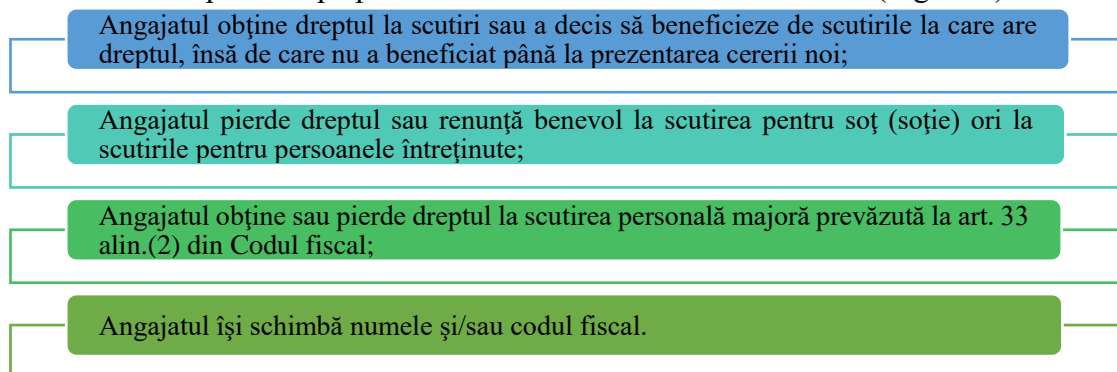 Angajatul obţine dreptul la scutiri sau a decis să beneficieze de scutirile la care are
dreptul, însă de care nu a beneficiat până la prezentarea cererii noi;
Angajatul pierde dreptul sau renunţă benevol la scutirea pentru soţ (soţie) ori la
scutirile pentru persoanele întreţinute;
Angajatul obţine sau pierde dreptul la scutirea personală majoră prevăzută la art. 33
alin.(2) din Codul fiscal;
Angajatul îşi schimbă numele şi/sau codul fiscal.